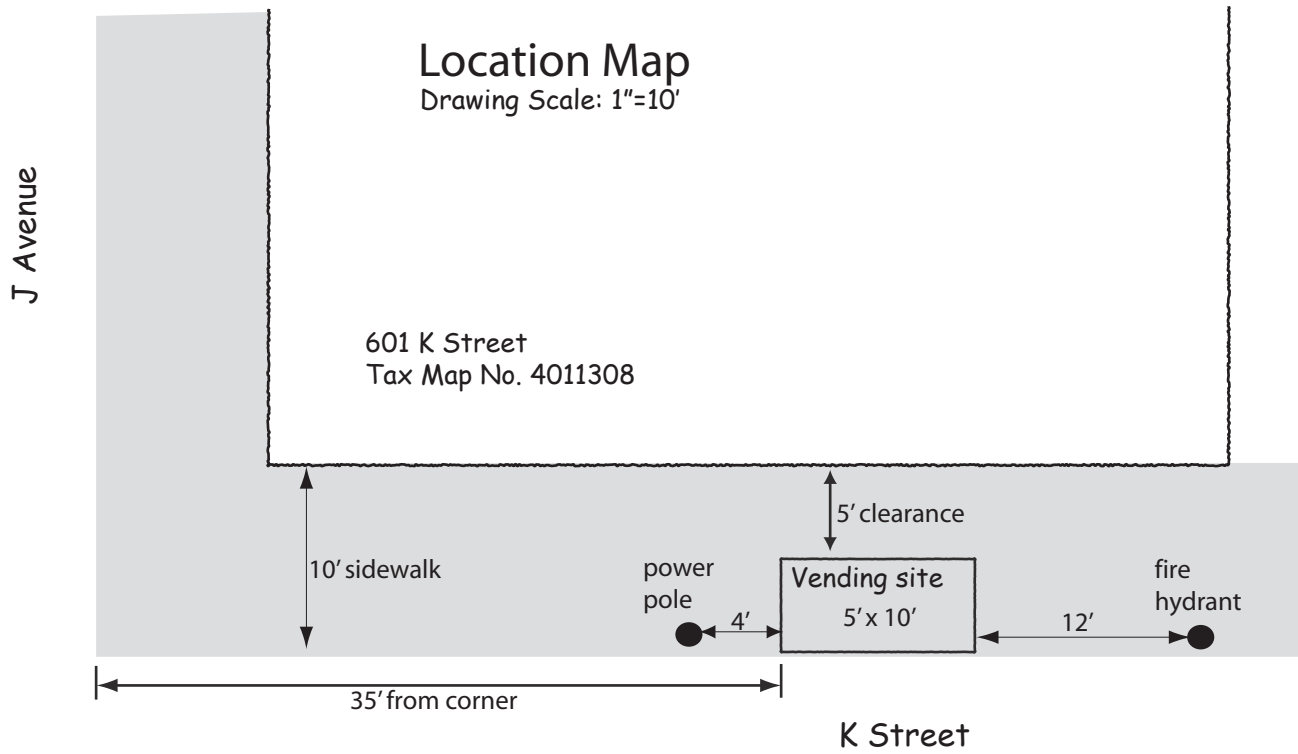 Location Map
Drawing Scale: 1"=10'
J Avenue
601 K Street
Tax Map No. 4011308
5' clearance
10' sidewalk
power
pole
4'
Vending site
5' x 10'
12'
fire
hydrant
35' from corner
K Street